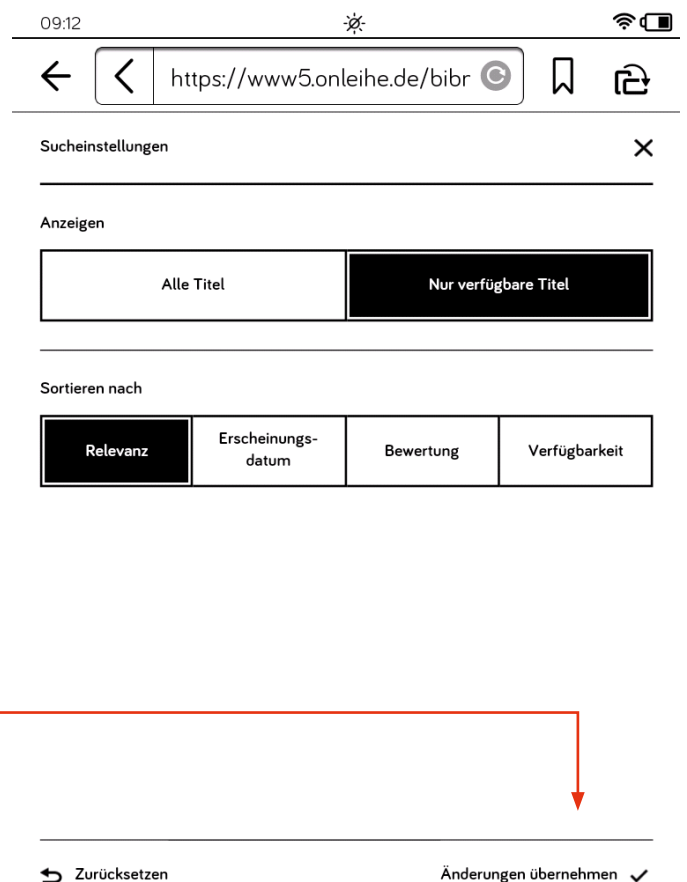 09:12
https://www5.onleihe.de/bibr
Sucheinstellungen
Anzeigen
Alle Titel
Nur verfügbare Titel
Sortieren nach
Relevanz
Erscheinungs-
datum
Bewertung
Verfügbarkeit
Zurücksetzen
Änderungen übernehmen